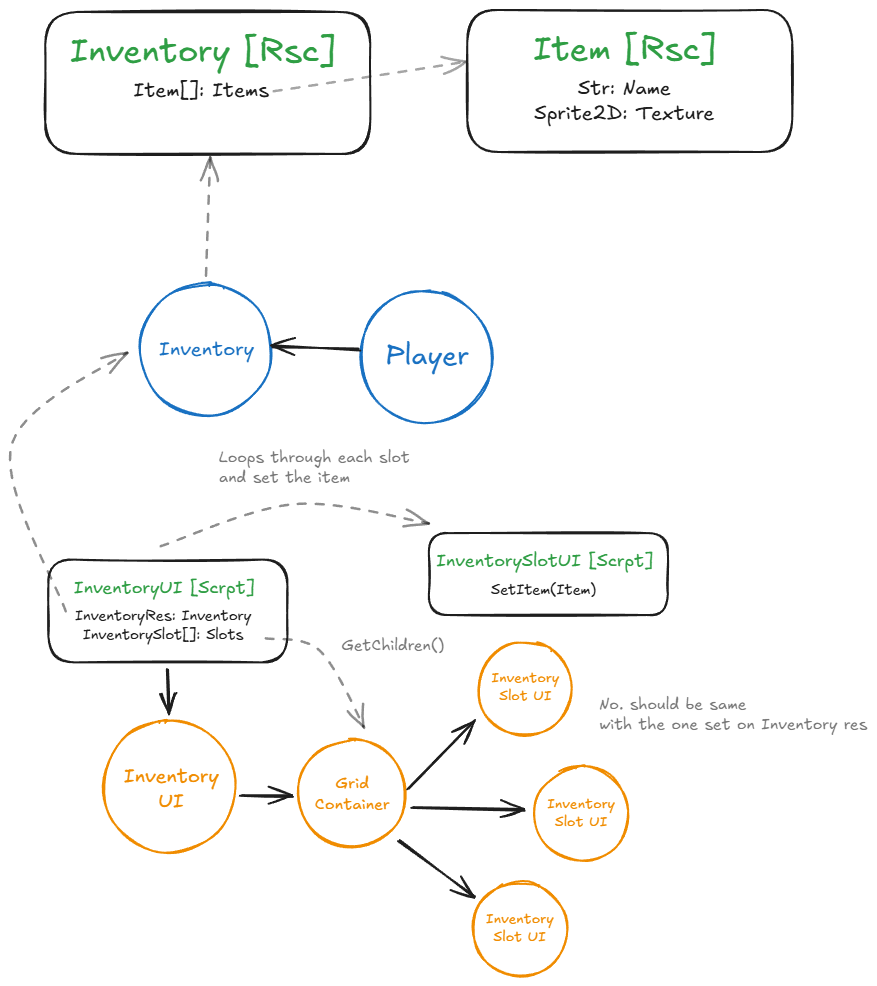 Inventory [Rsc]
Item[]: Items
Item [Rsc]
Str: Name
Sprite2D: Texture
Inventory
Player
Loops through each slot
and set the item
InventoryUI [Scrpt]
InventoryRes: Inventory
InventorySlot[]: Slots
InventorySlotUI [Scrpt]
SetItem(Item)
GetChildren()
Inventory
Slot UI
No. should be same
with the one set on Inventory res
Inventory
UI
Grid
Container
Inventory
Slot UI
Inventory
Slot UI